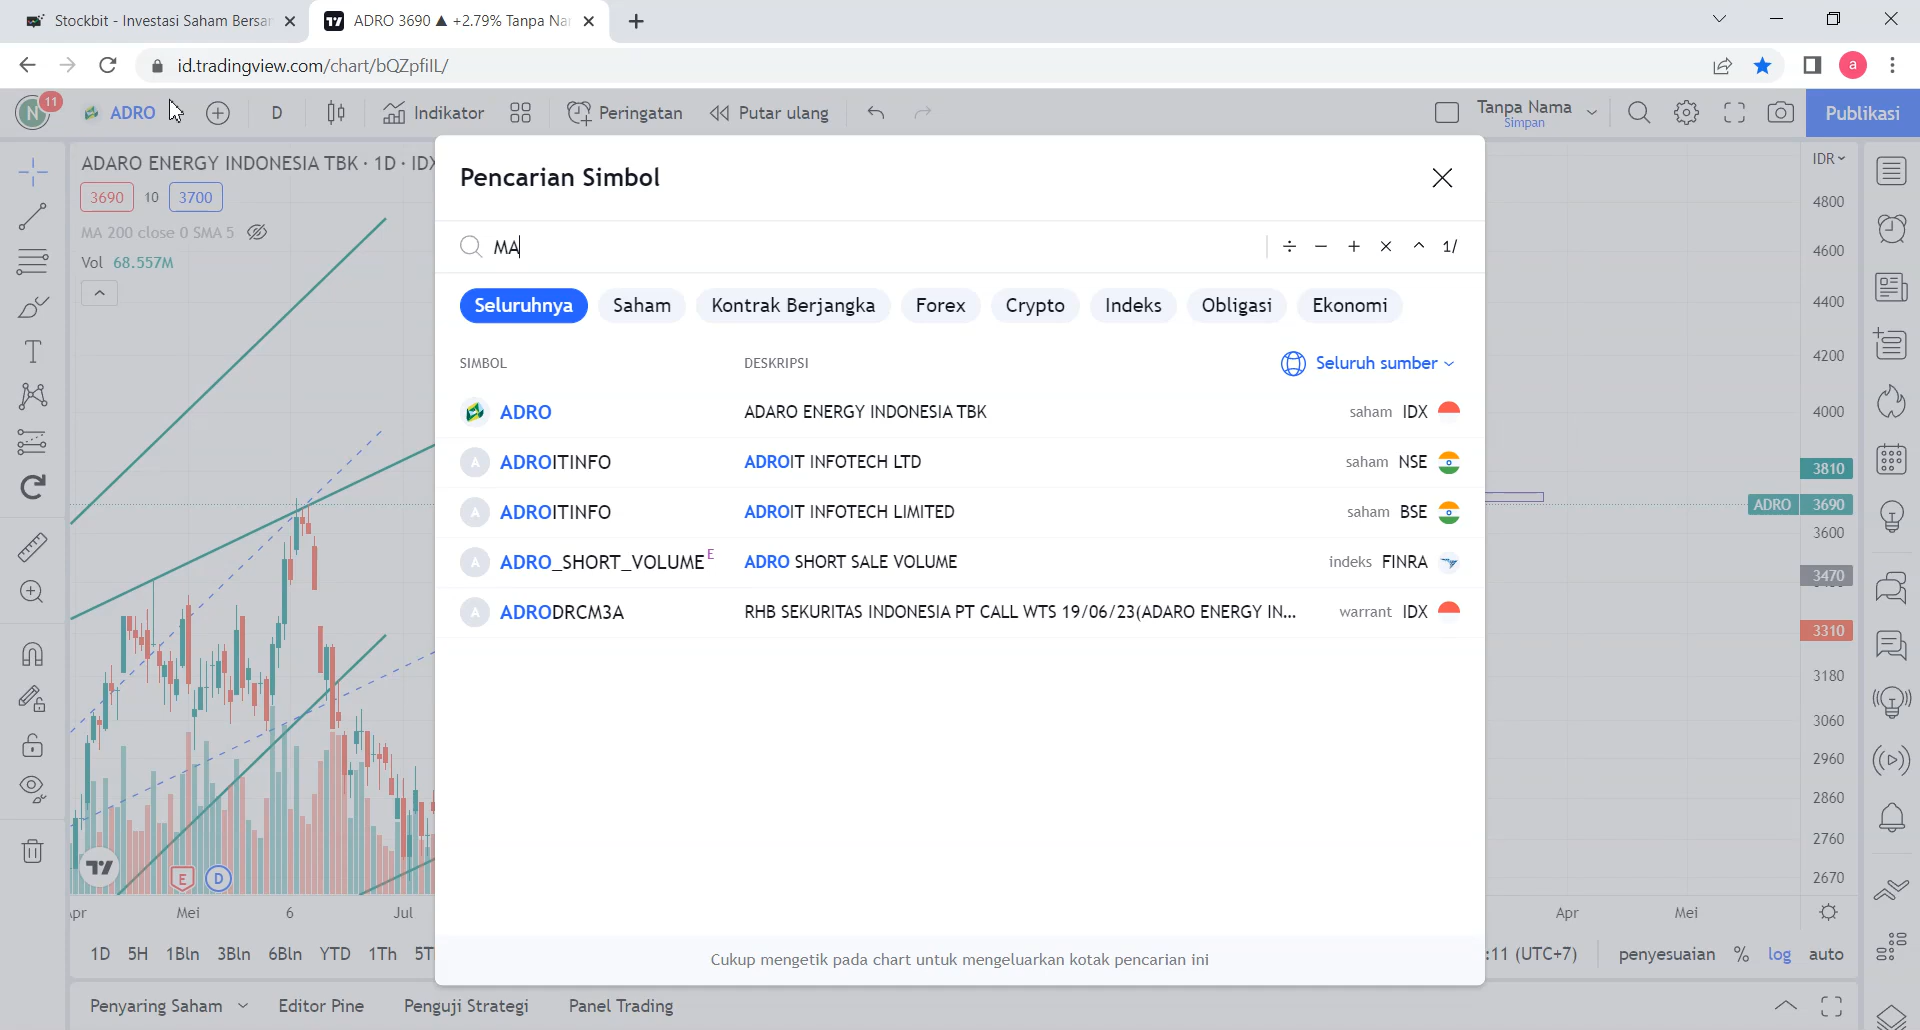 Stockbit - Investasi Saham Bersar
ADRO 3690 ▲ +2.79% Tanpa Na
id.tradingview.com/chart/bQZpfilL/
a
N 11
ADRO
D
Indikator
Peringatan
Putar ulang
Tanpa Nama
Simpan
Publikasi
ADARO ENERGY INDONESIA TBK · 1D · IDX
3690 10 3700
MA 200 close 0 SMA 5
Vol 68.557M
Pencarian Simbol
MA
÷ − + × ^ 1/
Seluruhnya Saham Kontrak Berjangka Forex Crypto Indeks Obligasi Ekonomi
SIMBOL DESKRIPSI Seluruh sumber
ADRO ADARO ENERGY INDONESIA TBK saham IDX
A ADROITINFO ADROIT INFOTECH LTD saham NSE
A ADROITINFO ADROIT INFOTECH LIMITED saham BSE
A ADRO_SHORT_VOLUME E ADRO SHORT SALE VOLUME indeks FINRA
A ADRODRCM3A RHB SEKURITAS INDONESIA PT CALL WTS 19/06/23(ADARO ENERGY IN... warrant IDX
Cukup mengetik pada chart untuk mengeluarkan kotak pencarian ini
IDR
4800
4600
4400
4200
4000
3810
ADRO 3690
3600
3470
3310
3180
3060
2960
2860
2760
2670
E D
Mei 6 Jul Apr Mei
1D 5H 1Bln 3Bln 6Bln YTD 1Th
:11 (UTC+7) penyesuaian % log auto
Penyaring Saham Editor Pine Penguji Strategi Panel Trading